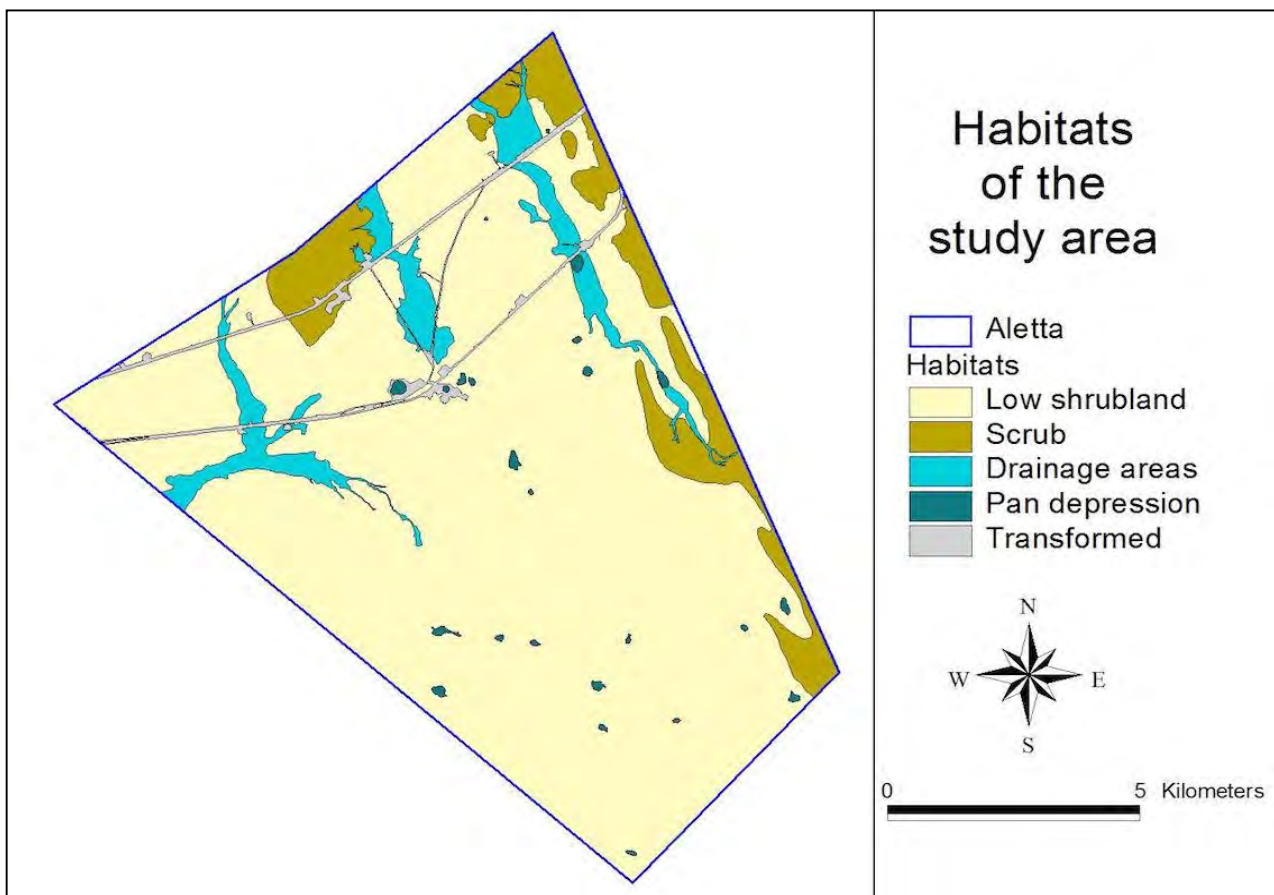 Habitats
of the
study area
Aletta
Habitats
Low shrubland
Scrub
Drainage areas
Pan depression
Transformed
N
W E
S
0 5 Kilometers